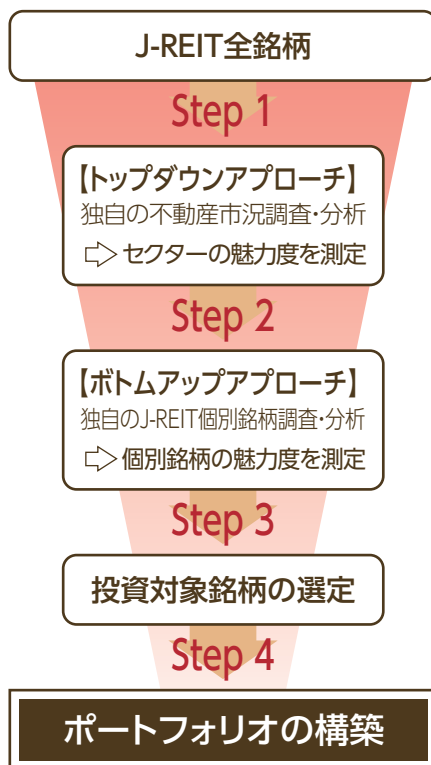 J-REIT全銘柄
Step 1
【トップダウンアプローチ】
独自の不動産市況調査・分析
⇨セクターの魅力度を測定
Step 2
【ボトムアップアプローチ】
独自のJ-REIT個別銘柄調査・分析
⇨個別銘柄の魅力度を測定
Step 3
投資対象銘柄の選定
Step 4
ポートフォリオの構築